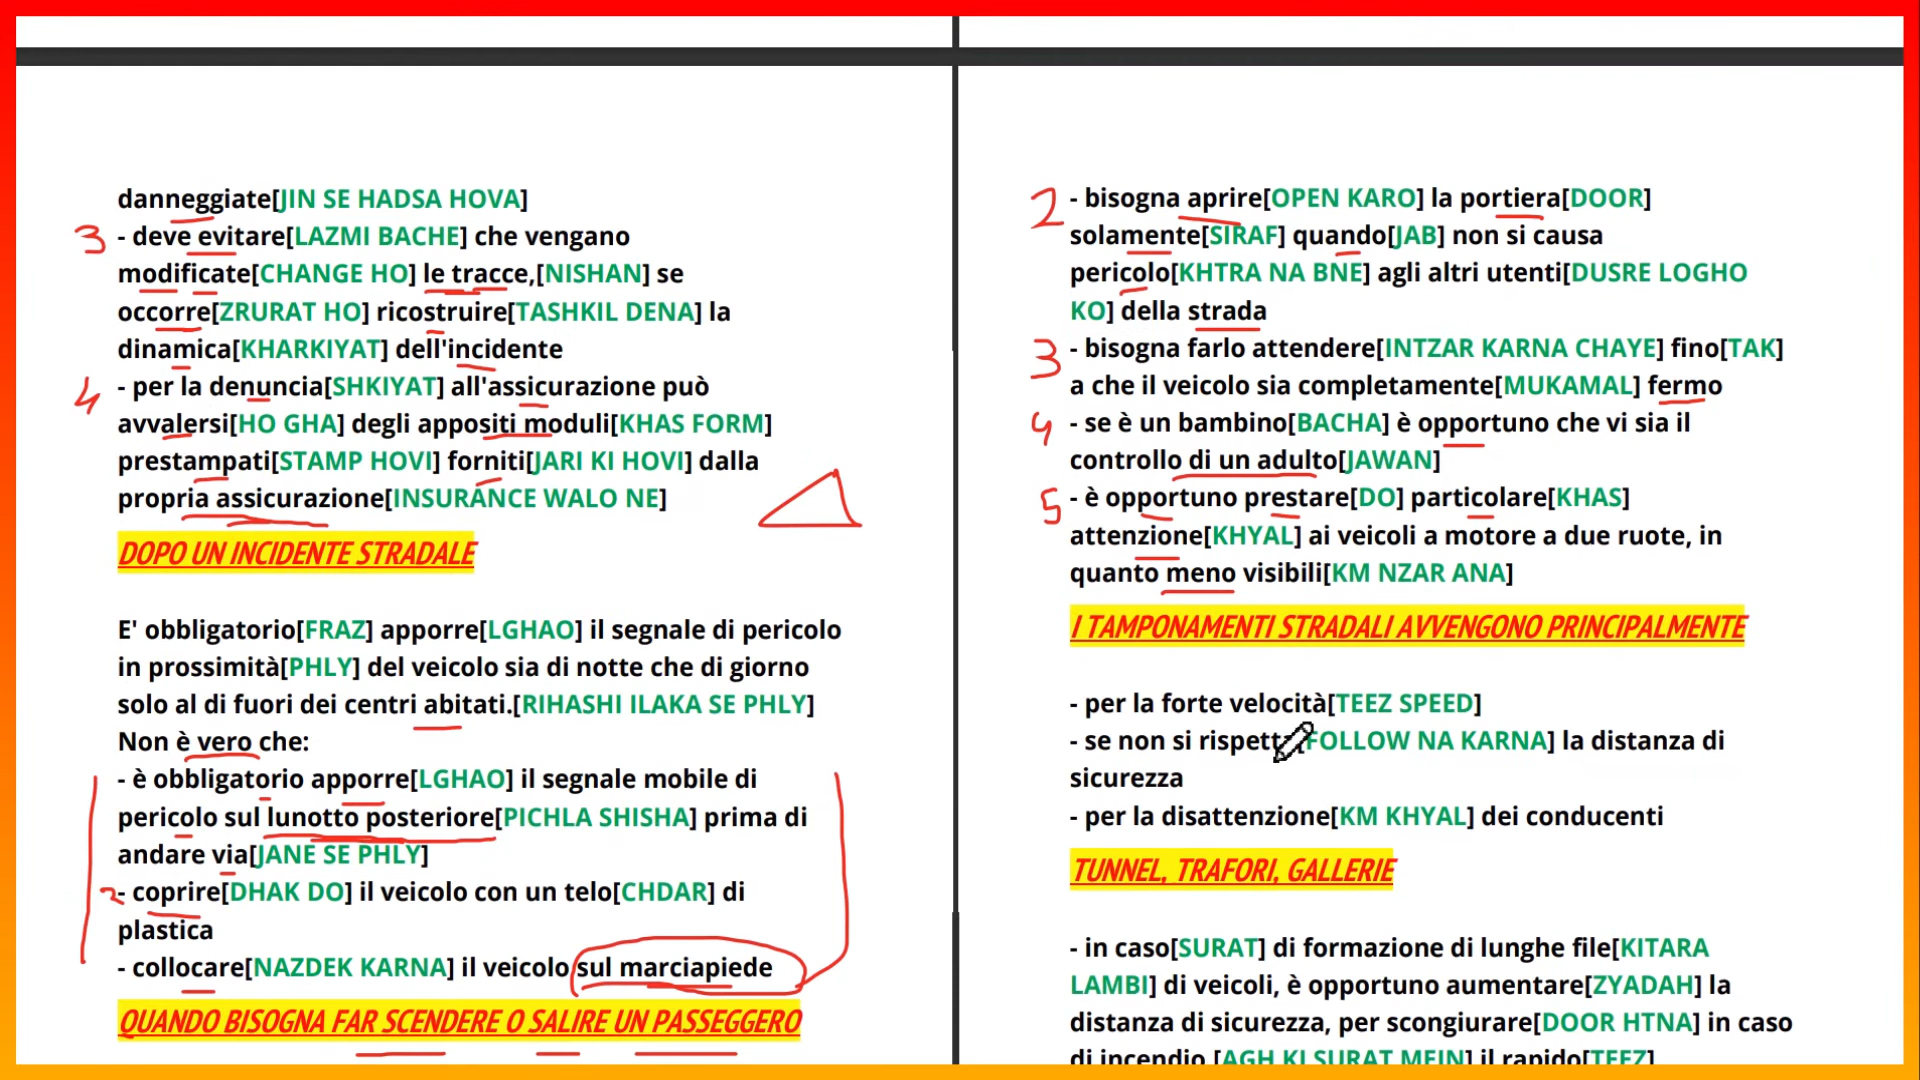 danneggiate[JIN SE HADSA HOVA]
3 - deve evitare[LAZMI BACHE] che vengano
modificate[CHANGE HO] le tracce,[NISHAN] se
occorre[ZRURAT HO] ricostruire[TASHKIL DENA] la
dinamica[KHARKIYAT] dell'incidente
4 - per la denuncia[SHKIYAT] all'assicurazione può
avvalersi[HO GHA] degli appositi moduli[KHAS FORM]
prestampati[STAMP HOVI] forniti[JARI KI HOVI] dalla
propria assicurazione[INSURANCE WALO NE]
DOPO UN INCIDENTE STRADALE
E' obbligatorio[FRAZ] apporre[LGHAO] il segnale di pericolo
in prossimità[PHLY] del veicolo sia di notte che di giorno
solo al di fuori dei centri abitati.[RIHASHI ILAKA SE PHLY]
Non è vero che:
- è obbligatorio apporre[LGHAO] il segnale mobile di
pericolo sul lunotto posteriore[PICHLA SHISHA] prima di
andare via[JANE SE PHLY]
2 - coprire[DHAK DO] il veicolo con un telo[CHDAR] di
plastica
- collocare[NAZDEK KARNA] il veicolo sul marciapiede
QUANDO BISOGNA FAR SCENDERE O SALIRE UN PASSEGGERO
2 - bisogna aprire[OPEN KARO] la portiera[DOOR]
solamente[SIRAF] quando[JAB] non si causa
pericolo[KHTRA NA BNE] agli altri utenti[DUSRE LOGHO
KO] della strada
3 - bisogna farlo attendere[INTZAR KARNA CHAYE] fino[TAK]
a che il veicolo sia completamente[MUKAMAL] fermo
4 - se è un bambino[BACHA] è opportuno che vi sia il
controllo di un adulto[JAWAN]
5 - è opportuno prestare[DO] particolare[KHAS]
attenzione[KHYAL] ai veicoli a motore a due ruote, in
quanto meno visibili[KM NZAR ANA]
I TAMPONAMENTI STRADALI AVVENGONO PRINCIPALMENTE
- per la forte velocità[TEEZ SPEED]
- se non si rispetta[FOLLOW NA KARNA] la distanza di
sicurezza
- per la disattenzione[KM KHYAL] dei conducenti
TUNNEL, TRAFORI, GALLERIE
- in caso[SURAT] di formazione di lunghe file[KITARA
LAMBI] di veicoli, è opportuno aumentare[ZYADAH] la
distanza di sicurezza, per scongiurare[DOOR HTNA] in caso
di incendio [AGH KI SURAT MEIN] il rapido[TEEZ]